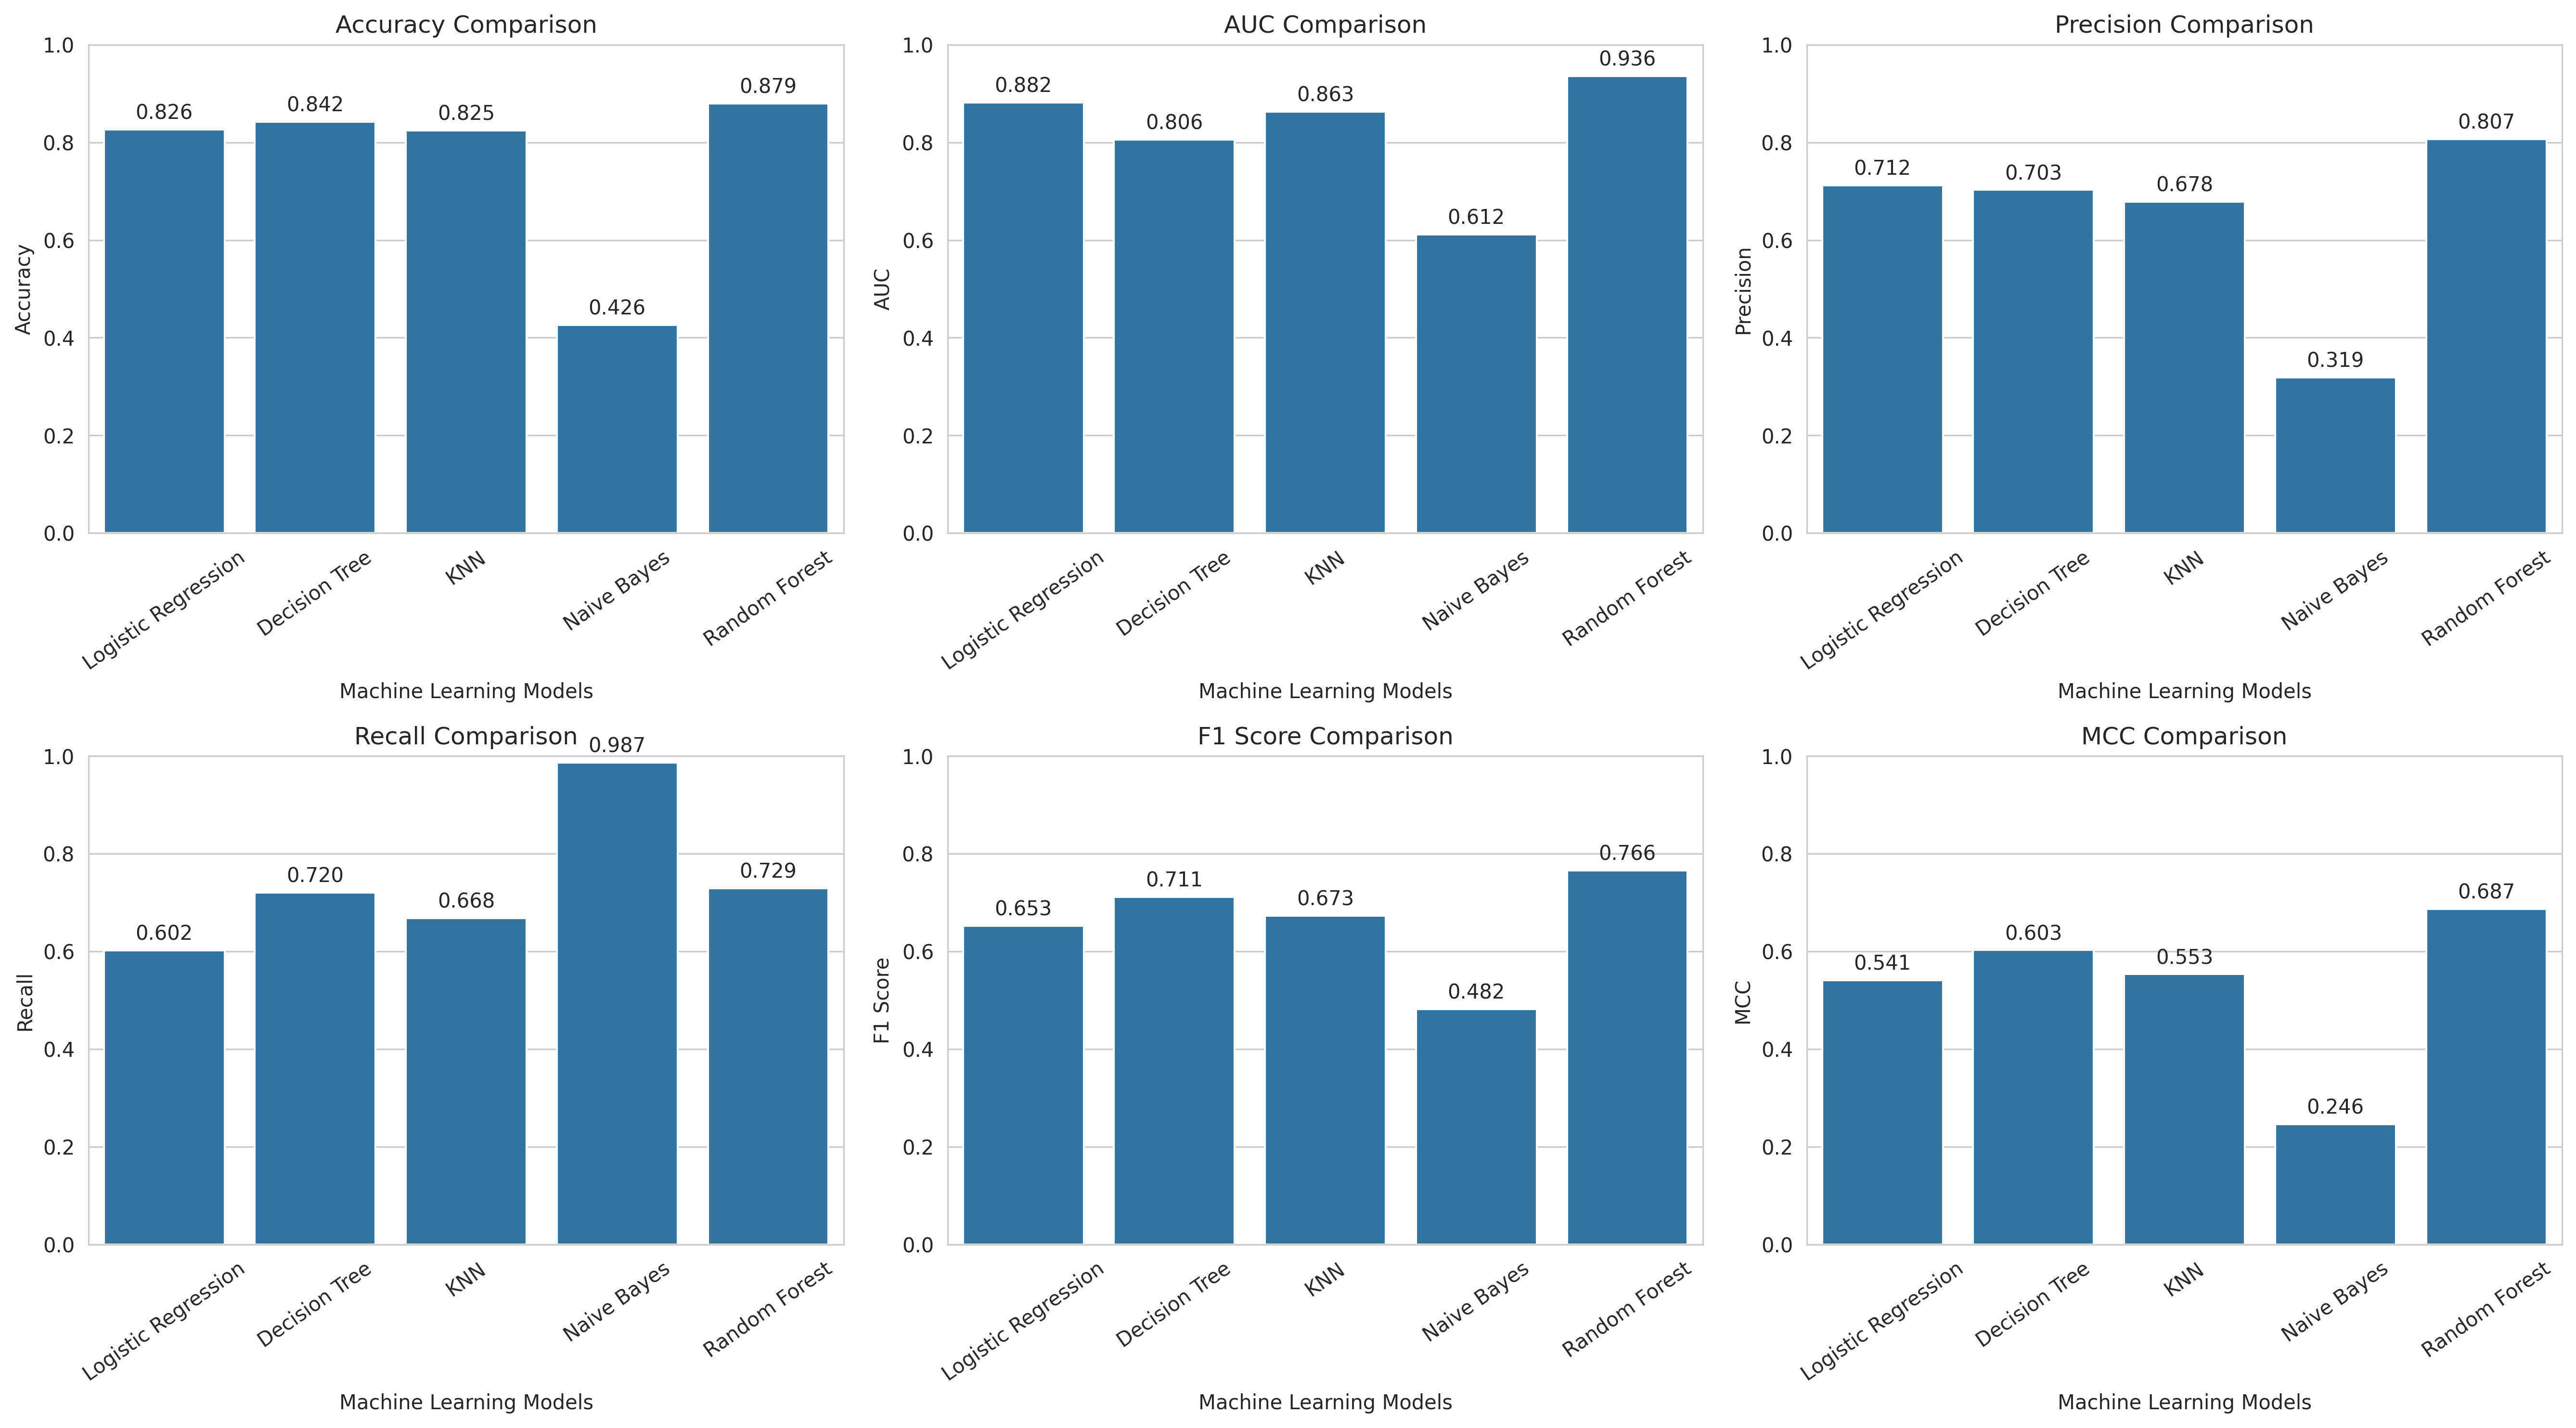 Accuracy Comparison
1.0
0.8
0.6
0.4
0.2
0.0
Accuracy
0.826
0.842
0.825
0.426
0.879
Logistic Regression
Decision Tree
KNN
Naive Bayes
Random Forest
Machine Learning Models
AUC Comparison
1.0
0.8
0.6
0.4
0.2
0.0
AUC
0.882
0.806
0.863
0.612
0.936
Logistic Regression
Decision Tree
KNN
Naive Bayes
Random Forest
Machine Learning Models
Precision Comparison
1.0
0.8
0.6
0.4
0.2
0.0
Precision
0.712
0.703
0.678
0.319
0.807
Logistic Regression
Decision Tree
KNN
Naive Bayes
Random Forest
Machine Learning Models
Recall Comparison
1.0
0.8
0.6
0.4
0.2
0.0
Recall
0.602
0.720
0.668
0.987
0.729
Logistic Regression
Decision Tree
KNN
Naive Bayes
Random Forest
Machine Learning Models
F1 Score Comparison
1.0
0.8
0.6
0.4
0.2
0.0
F1 Score
0.653
0.711
0.673
0.482
0.766
Logistic Regression
Decision Tree
KNN
Naive Bayes
Random Forest
Machine Learning Models
MCC Comparison
1.0
0.8
0.6
0.4
0.2
0.0
MCC
0.541
0.603
0.553
0.246
0.687
Logistic Regression
Decision Tree
KNN
Naive Bayes
Random Forest
Machine Learning Models